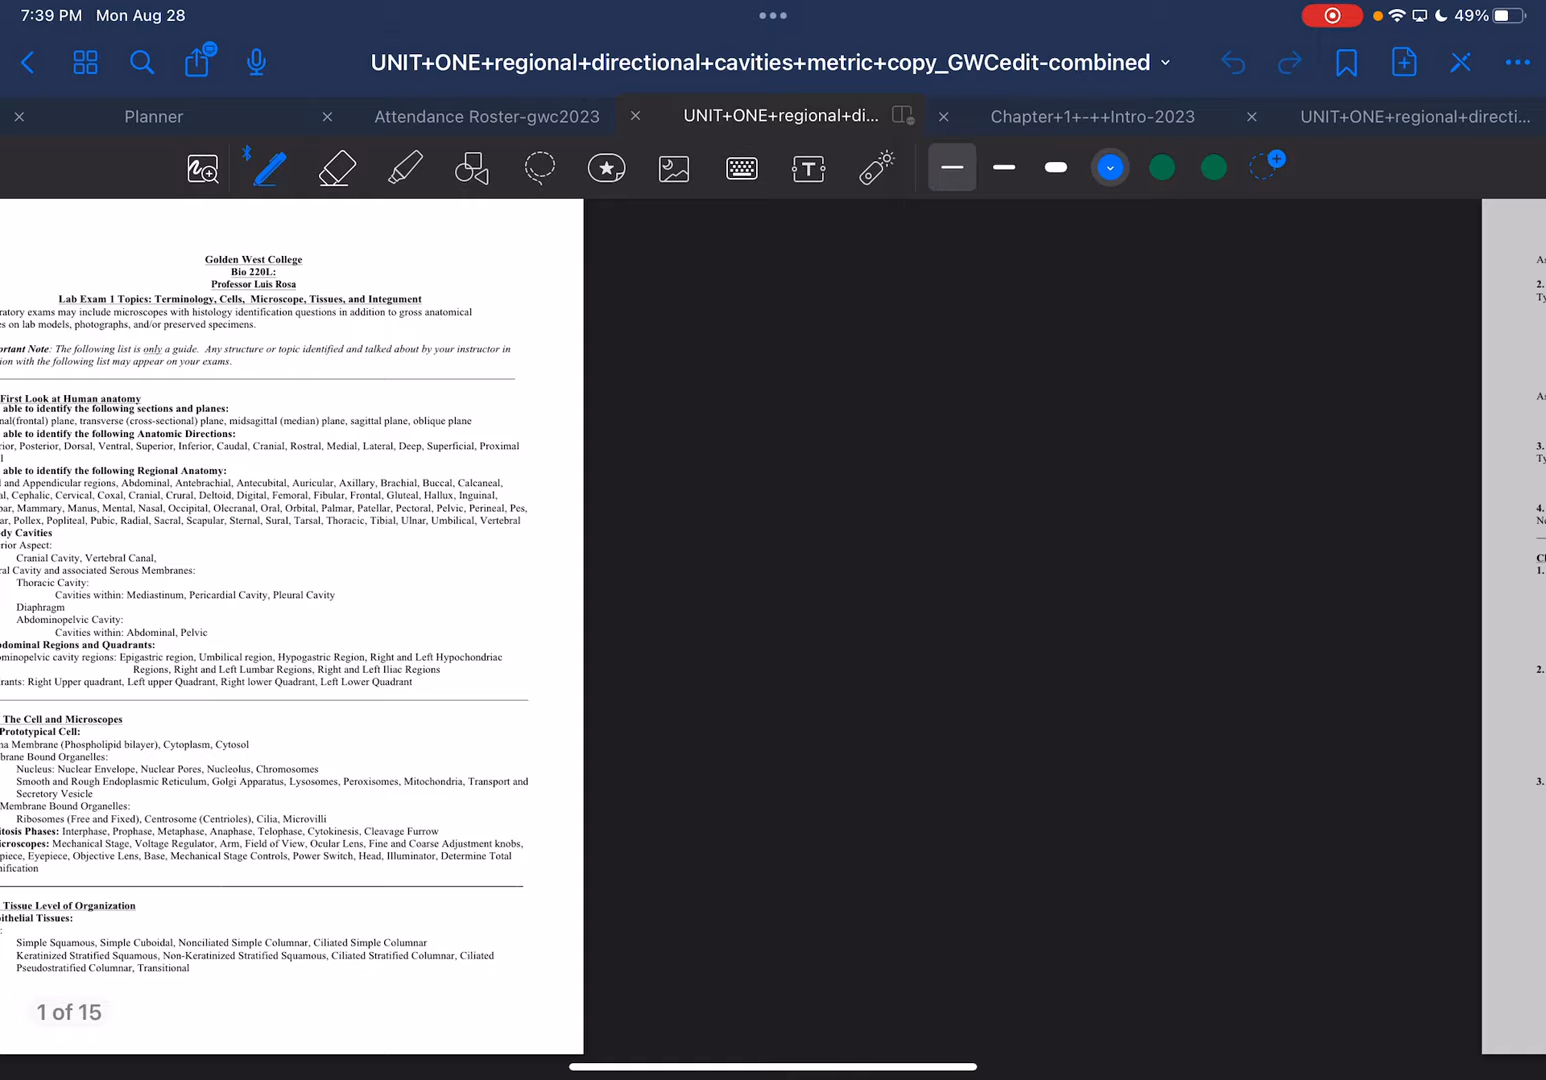 7:39 PM Mon Aug 28
49%
UNIT+ONE+regional+directional+cavities+metric+copy_GWCedit-combined
Planner
Attendance Roster-gwc2023
UNIT+ONE+regional+di...
Chapter+1+-++Intro-2023
UNIT+ONE+regional+directi...
Golden West College
Bio 220L:
Professor Luis Rosa
Lab Exam 1 Topics: Terminology, Cells, Microscope, Tissues, and Integument
ratory exams may include microscopes with histology identification questions in addition to gross anatomical
es on lab models, photographs, and/or preserved specimens.
ortant Note: The following list is only a guide. Any structure or topic identified and talked about by your instructor in
ion with the following list may appear on your exams.
First Look at Human anatomy
able to identify the following sections and planes:
nal(frontal) plane, transverse (cross-sectional) plane, midsagittal (median) plane, sagittal plane, oblique plane
able to identify the following Anatomic Directions:
rior, Posterior, Dorsal, Ventral, Superior, Inferior, Caudal, Cranial, Rostral, Medial, Lateral, Deep, Superficial, Proximal
l
able to identify the following Regional Anatomy:
l and Appendicular regions, Abdominal, Antebrachial, Antecubital, Auricular, Axillary, Brachial, Buccal, Calcaneal,
al, Cephalic, Cervical, Coxal, Cranial, Crural, Deltoid, Digital, Femoral, Fibular, Frontal, Gluteal, Hallux, Inguinal,
bar, Mammary, Manus, Mental, Nasal, Occipital, Olecranal, Oral, Orbital, Palmar, Patellar, Pectoral, Pelvic, Perineal, Pes,
ar, Pollex, Popliteal, Pubic, Radial, Sacral, Scapular, Sternal, Sural, Tarsal, Thoracic, Tibial, Ulnar, Umbilical, Vertebral
dy Cavities
rior Aspect:
Cranial Cavity, Vertebral Canal,
ral Cavity and associated Serous Membranes:
Thoracic Cavity:
Cavities within: Mediastinum, Pericardial Cavity, Pleural Cavity
Diaphragm
Abdominopelvic Cavity:
Cavities within: Abdominal, Pelvic
odominal Regions and Quadrants:
ominopelvic cavity regions: Epigastric region, Umbilical region, Hypogastric Region, Right and Left Hypochondriac
Regions, Right and Left Lumbar Regions, Right and Left Iliac Regions
rants: Right Upper quadrant, Left upper Quadrant, Right lower Quadrant, Left Lower Quadrant
The Cell and Microscopes
Prototypical Cell:
na Membrane (Phospholipid bilayer), Cytoplasm, Cytosol
brane Bound Organelles:
Nucleus: Nuclear Envelope, Nuclear Pores, Nucleolus, Chromosomes
Smooth and Rough Endoplasmic Reticulum, Golgi Apparatus, Lysosomes, Peroxisomes, Mitochondria, Transport and
Secretory Vesicle
Membrane Bound Organelles:
Ribosomes (Free and Fixed), Centrosome (Centrioles), Cilia, Microvilli
itosis Phases: Interphase, Prophase, Metaphase, Anaphase, Telophase, Cytokinesis, Cleavage Furrow
icroscopes: Mechanical Stage, Voltage Regulator, Arm, Field of View, Ocular Lens, Fine and Coarse Adjustment knobs,
piece, Eyepiece, Objective Lens, Base, Mechanical Stage Controls, Power Switch, Head, Illuminator, Determine Total
nification
Tissue Level of Organization
pithelial Tissues:
:
Simple Squamous, Simple Cuboidal, Nonciliated Simple Columnar, Ciliated Simple Columnar
Keratinized Stratified Squamous, Non-Keratinized Stratified Squamous, Ciliated Stratified Columnar, Ciliated
Pseudostratified Columnar, Transitional
1 of 15
As
2.
Ty
As
3.
Ty
4.
No
Cl
1.
2.
3.